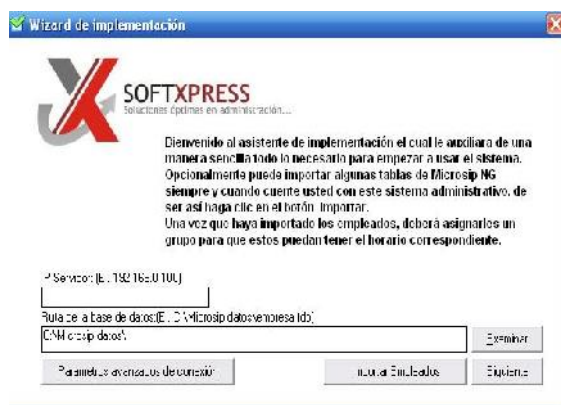 Wizard de implementación
SOFTXPRESS
Soluciones óptimas en administración...
Bienvenido al asistente de implementación el cual le auxiliara de una
manera sencilla todo lo necesario para empezar a usar el sistema.
Opcionalmente puede importar algunas tablas de Microsip NG
siempre y cuando cuente usted con este sistema administrativo, de
ser así haga clic en el botón Importar.
Una vez que haya importado los empleados, deberá asignarles un
grupo para que estos puedan tener el horario correspondiente.
IP Servidor: (Ej. 192.168.0.100)
Ruta de la base de datos:(Ej. C:\Microsip datos\empresa.fdb)
C:\Microsip datos\
Examinar
Parametros avanzados de conexión
Importar Empleados
Siguiente